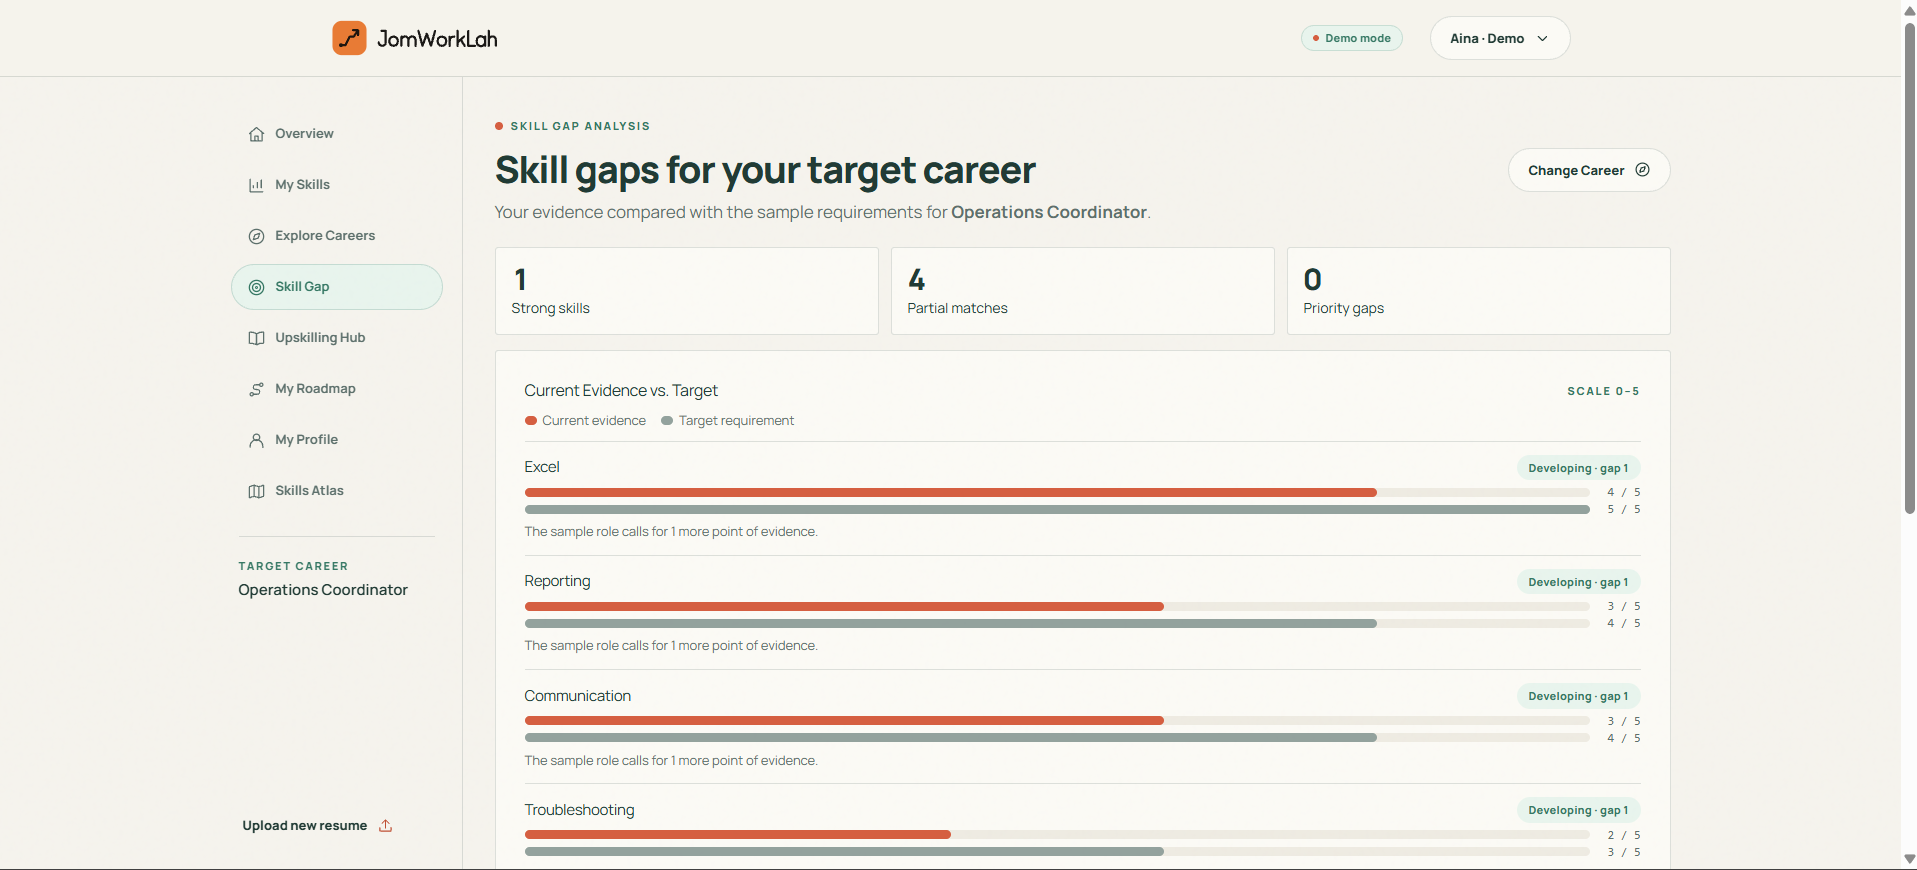 JomWorkLah
Demo mode
Aina · Demo
Overview
My Skills
Explore Careers
Skill Gap
Upskilling Hub
My Roadmap
My Profile
Skills Atlas
TARGET CAREER
Operations Coordinator
Upload new resume
SKILL GAP ANALYSIS
Skill gaps for your target career
Your evidence compared with the sample requirements for Operations Coordinator.
Change Career
1
Strong skills
4
Partial matches
0
Priority gaps
Current Evidence vs. Target
SCALE 0–5
Current evidence
Target requirement
Excel
Developing · gap 1
4 / 5
5 / 5
The sample role calls for 1 more point of evidence.
Reporting
Developing · gap 1
3 / 5
4 / 5
The sample role calls for 1 more point of evidence.
Communication
Developing · gap 1
3 / 5
4 / 5
The sample role calls for 1 more point of evidence.
Troubleshooting
Developing · gap 1
2 / 5
3 / 5